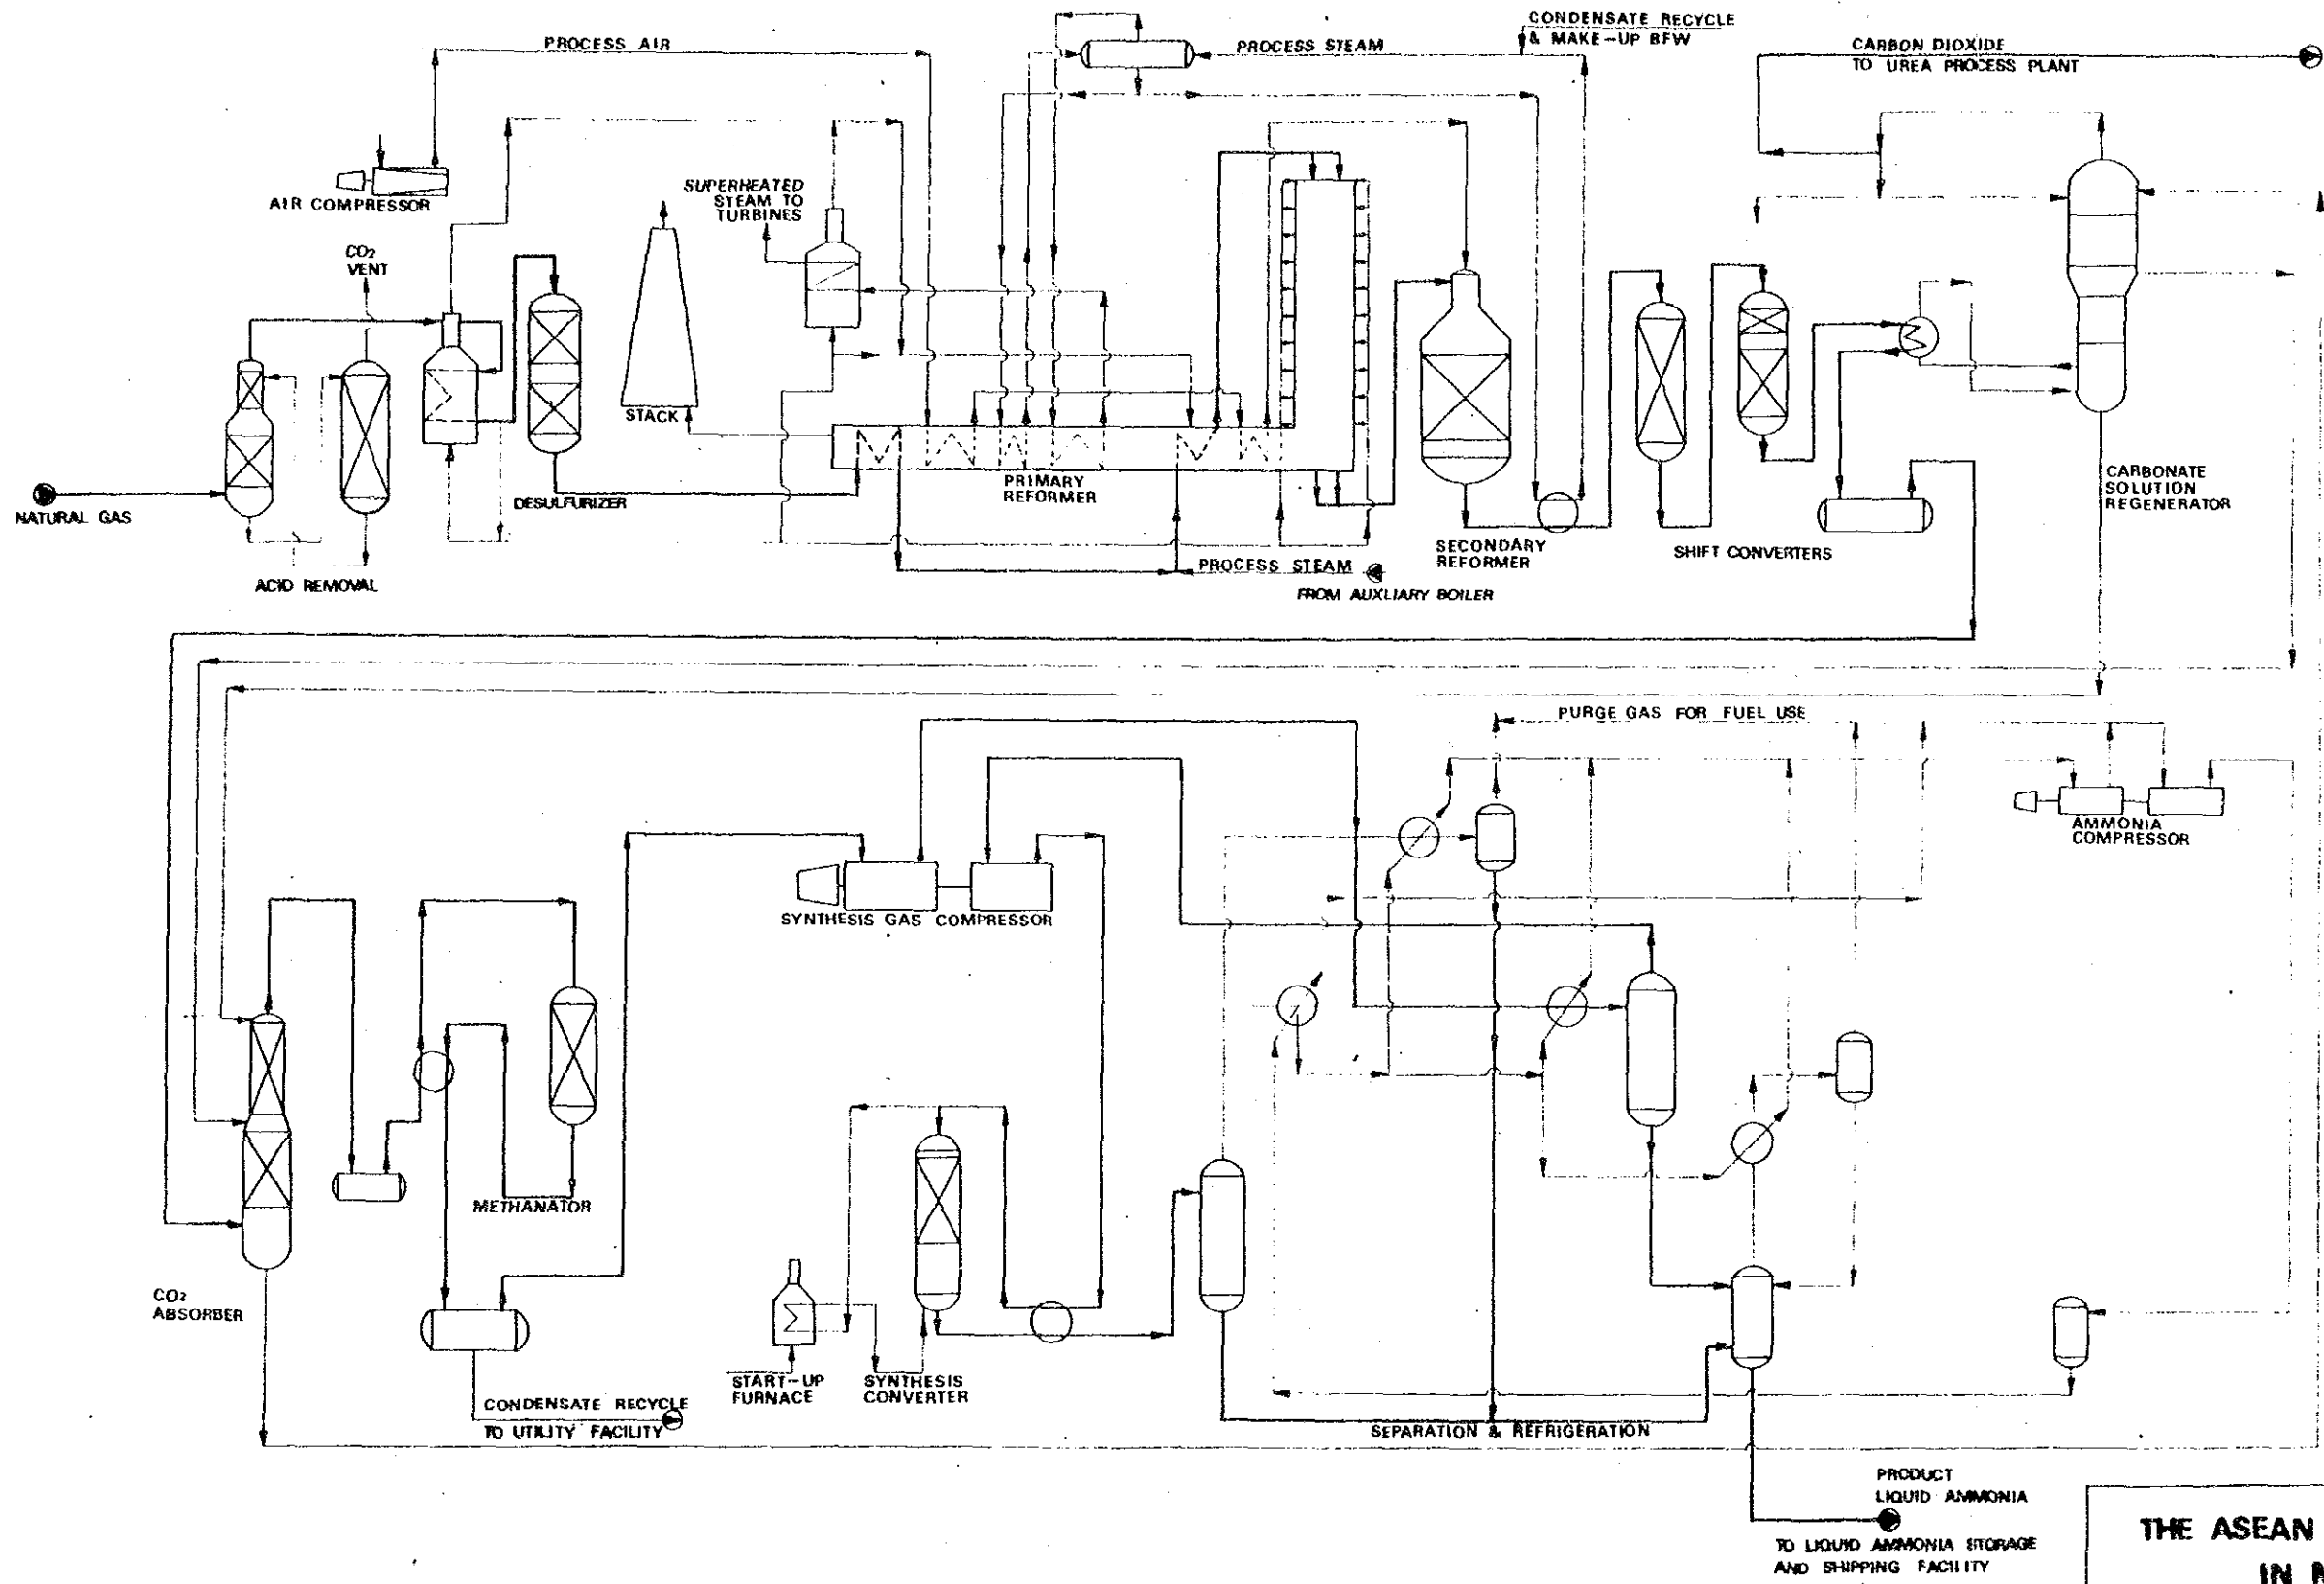 CONDENSATE RECYCLE
& MAKE-UP BFW
PROCESS AIR
PROCESS STEAM
CARBON DIOXIDE
TO UREA PROCESS PLANT
AIR COMPRESSOR
SUPERHEATED
STEAM TO
TURBINES
CO2
VENT
STACK
NATURAL GAS
DESULFURIZER
PRIMARY
REFORMER
CARBONATE
SOLUTION
REGENERATOR
SECONDARY
REFORMER
SHIFT CONVERTERS
ACID REMOVAL
PROCESS STEAM
FROM AUXLIARY BOILER
PURGE GAS FOR FUEL USE
AMMONIA
COMPRESSOR
SYNTHESIS GAS COMPRESSOR
METHANATOR
CO2
ABSORBER
START-UP
FURNACE
SYNTHESIS
CONVERTER
CONDENSATE RECYCLE
TO UTILITY FACILITY
SEPARATION & REFRIGERATION
PRODUCT
LIQUID AMMONIA
TO LIQUID AMMONIA STORAGE
AND SHIPPING FACILITY
THE ASEAN
IN